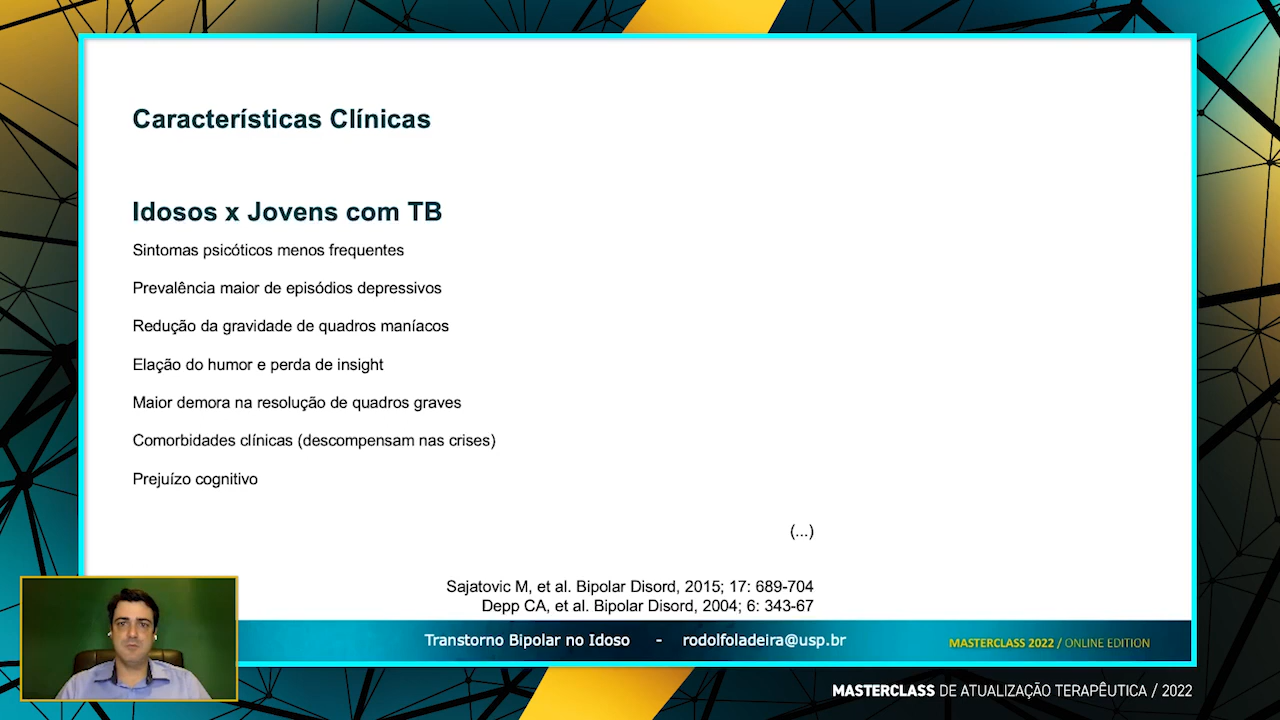 Características Clínicas
Idosos x Jovens com TB
Sintomas psicóticos menos frequentes
Prevalência maior de episódios depressivos
Redução da gravidade de quadros maníacos
Elação do humor e perda de insight
Maior demora na resolução de quadros graves
Comorbidades clínicas (descompensam nas crises)
Prejuízo cognitivo
(...)
Sajatovic M, et al. Bipolar Disord, 2015; 17: 689-704
Depp CA, et al. Bipolar Disord, 2004; 6: 343-67
Transtorno Bipolar no Idoso - rodolfoladeira@usp.br
MASTERCLASS 2022 / ONLINE EDITION
MASTERCLASS DE ATUALIZAÇÃO TERAPÊUTICA / 2022